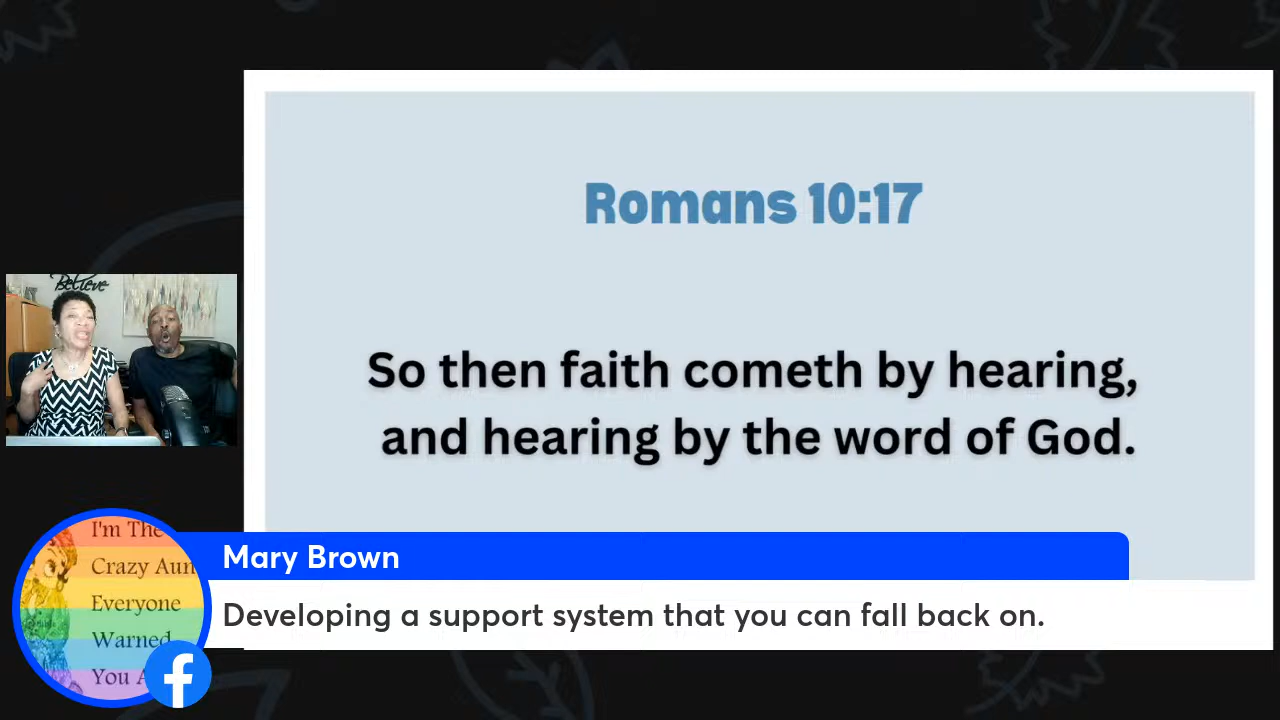 Believe
Romans 10:17
So then faith cometh by hearing,
and hearing by the word of God.
I'm The
Crazy Aun
Everyone
Warned
You A
Mary Brown
Developing a support system that you can fall back on.